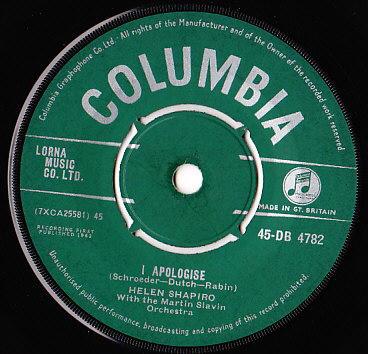 Columbia Graphophone Co. Ltd. · All rights of the Manufacturer and of the Owner of the recorded work reserved
COLUMBIA
LORNA
MUSIC
CO. LTD.
MADE IN GT. BRITAIN
(7XCA25581) 45
RECORDING FIRST
PUBLISHED 1962
45-DB 4782
I APOLOGISE
(Schroeder—Dutch—Rabin)
HELEN SHAPIRO
With the Martin Slavin
Orchestra
Unauthorised public performance, broadcasting and copying of this record prohibited.